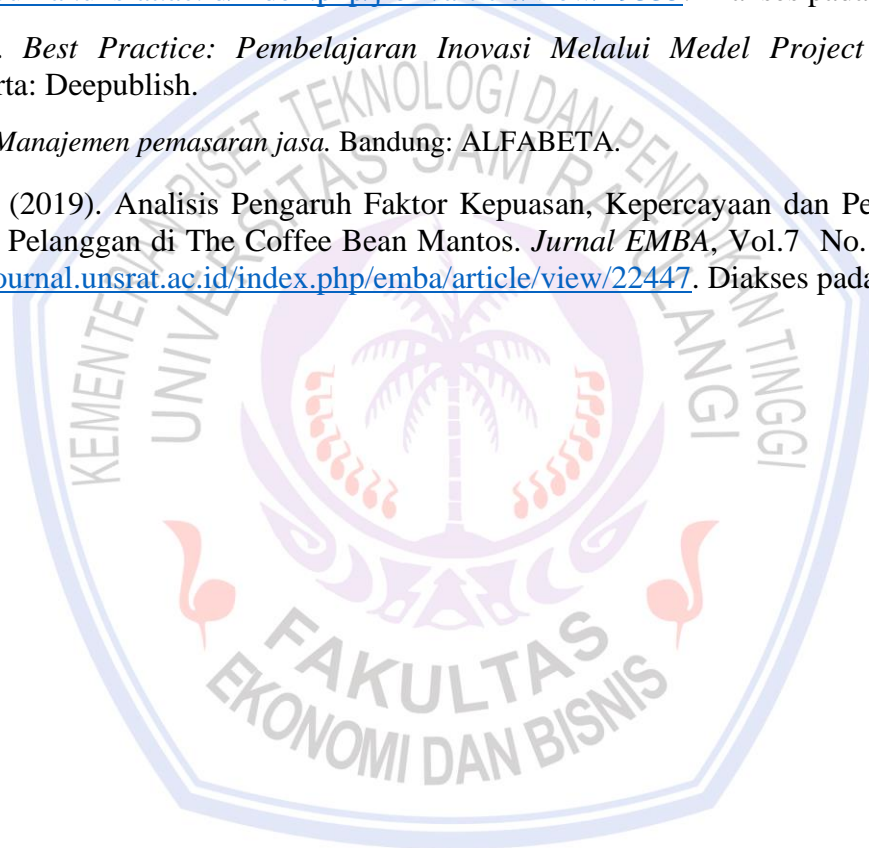 . Best Practice: Pembelajaran Inovasi Melalui Medel Project
rta: Deepublish.
Manajemen pemasaran jasa. Bandung: ALFABETA.
(2019). Analisis Pengaruh Faktor Kepuasan, Kepercayaan dan Pe
Pelanggan di The Coffee Bean Mantos. Jurnal EMBA, Vol.7 No.
ournal.unsrat.ac.id/index.php/emba/article/view/22447. Diakses pada
KEMENTERIAN RISET TEKNOLOGI DAN PENDIDIKAN TINGGI
UNIVERSITAS SAM RATULANGI
FAKULTAS
EKONOMI DAN BISNIS